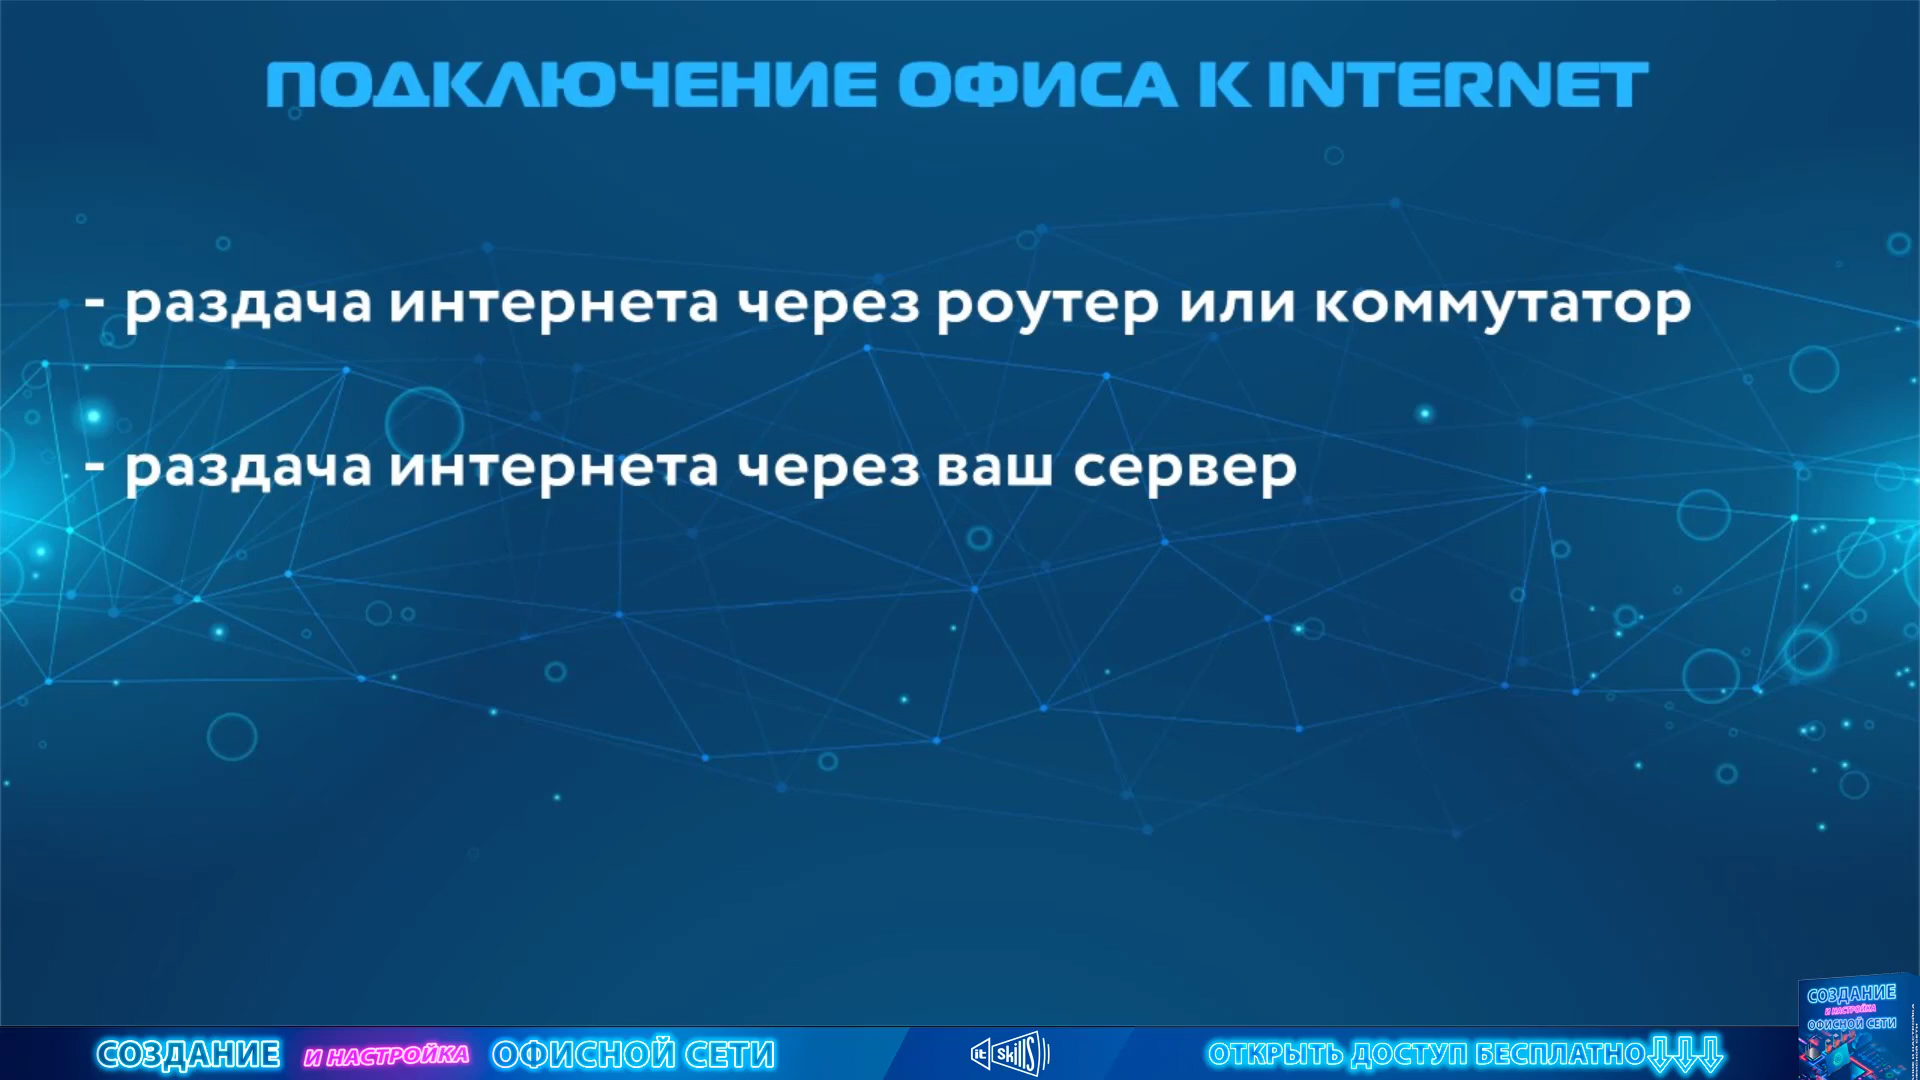 ПОДКЛЮЧЕНИЕ ОФИСА К INTERNET
- раздача интернета через роутер или коммутатор
- раздача интернета через ваш сервер
СОЗДАНИЕ И НАСТРОЙКА ОФИСНОЙ СЕТИ
it skills
ОТКРЫТЬ ДОСТУП БЕСПЛАТНО
СОЗДАНИЕ
И НАСТРОЙКА
ОФИСНОЙ СЕТИ